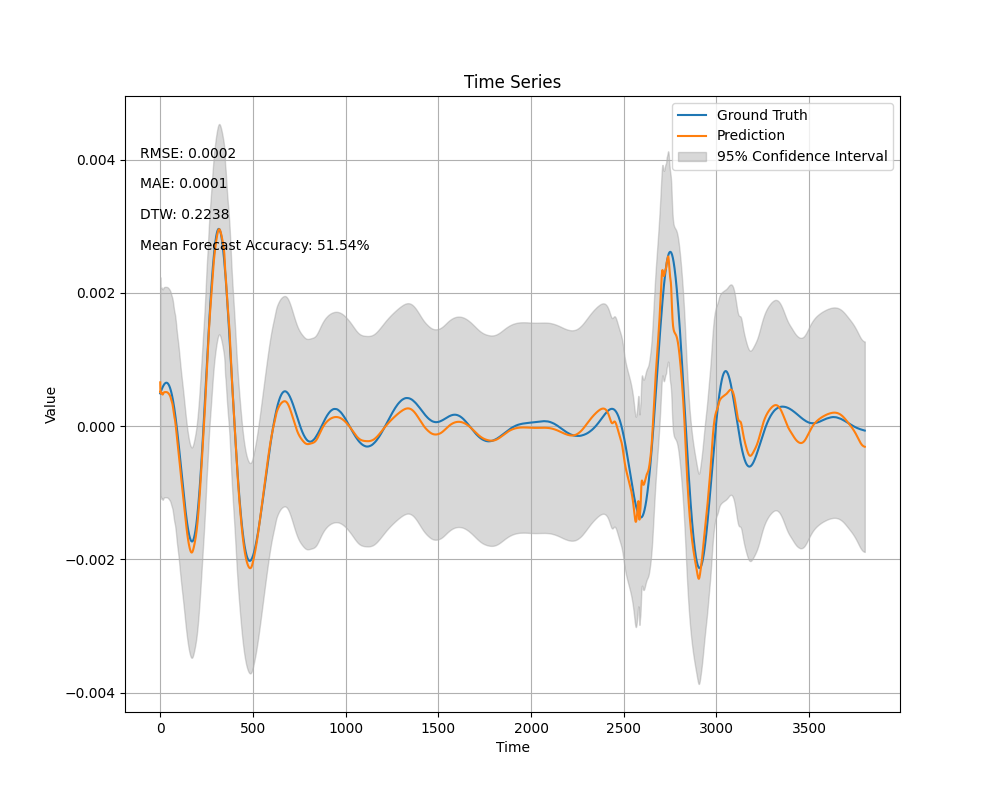 Time Series
Ground Truth
Prediction
95% Confidence Interval
RMSE: 0.0002
MAE: 0.0001
DTW: 0.2238
Mean Forecast Accuracy: 51.54%
Value
0.004
0.002
0.000
−0.002
−0.004
0 500 1000 1500 2000 2500 3000 3500
Time